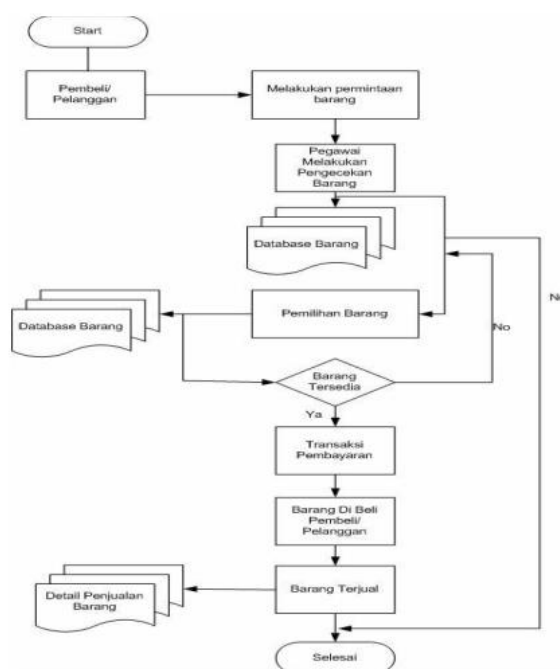 Start
Pembeli/
Pelanggan
Melakukan permintaan
barang
Pegawai
Melakukan
Pengecekan
Barang
Database Barang
Database Barang
Pemilihan Barang
No
Barang
Tersedia
Ya
Transaksi
Pembayaran
Barang Di Beli
Pembeli/
Pelanggan
Detail Penjualan
Barang
Barang Terjual
Selesai